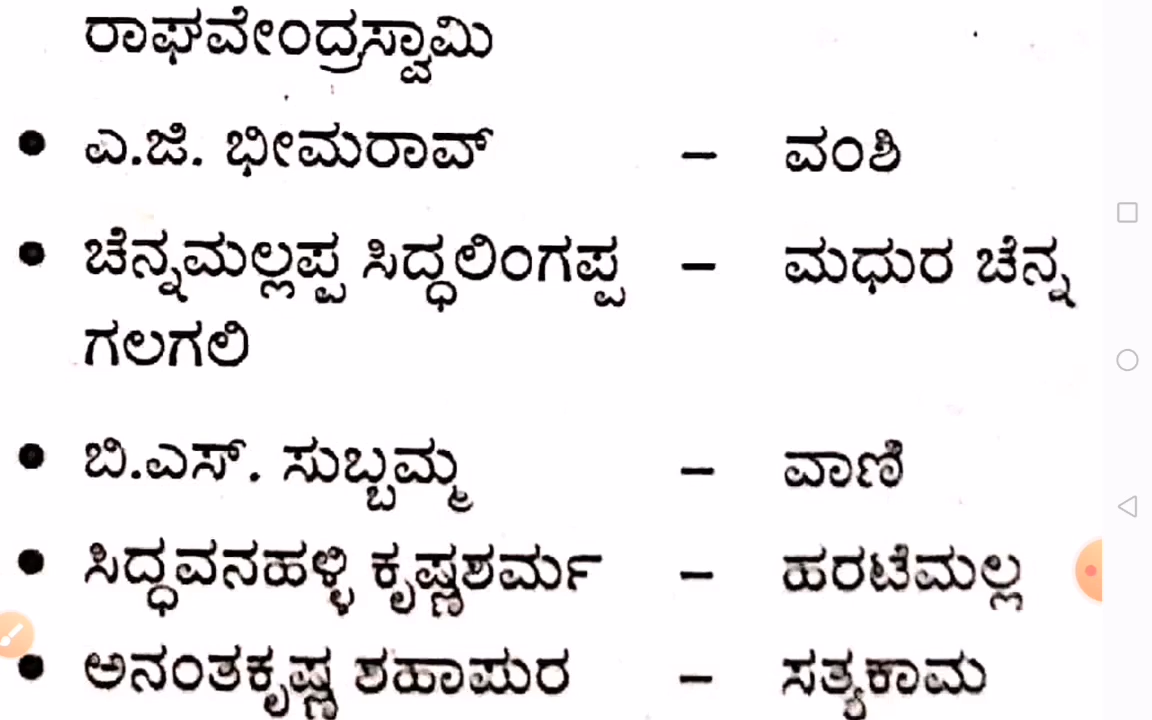 ರಾಘವೇಂದ್ರಸ್ವಾಮಿ
• ಎ.ಜಿ. ಭೀಮರಾವ್ – ವಂಶಿ
• ಚೆನ್ನಮಲ್ಲಪ್ಪ ಸಿದ್ಧಲಿಂಗಪ್ಪ – ಮಧುರ ಚೆನ್ನ
ಗಲಗಲಿ
• ಬಿ.ಎಸ್. ಸುಬ್ಬಮ್ಮ – ವಾಣಿ
• ಸಿದ್ಧವನಹಳ್ಳಿ ಕೃಷ್ಣಶರ್ಮ – ಹರಟೆಮಲ್ಲ
• ಅನಂತಕೃಷ್ಣ ಶಹಾಪುರ – ಸತ್ಯಕಾಮ